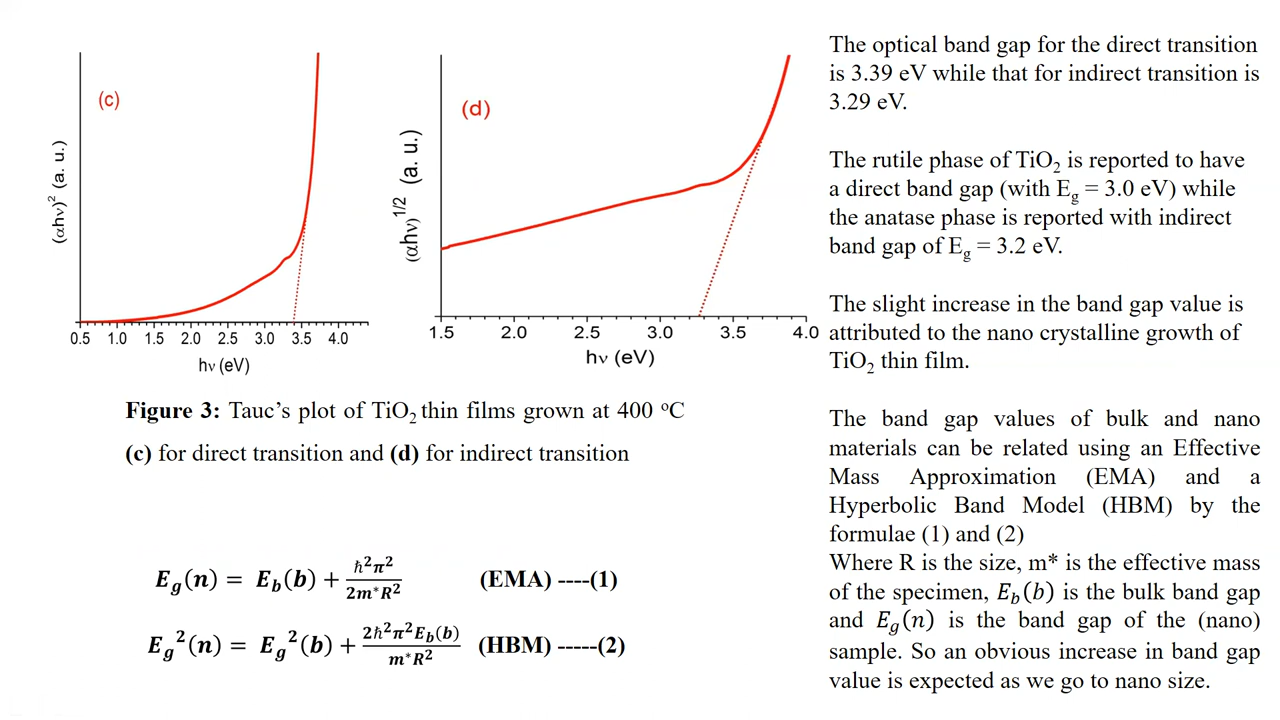 (c)
(αhν)² (a. u.)
0.5 1.0 1.5 2.0 2.5 3.0 3.5 4.0
hν (eV)
(d)
(αhν)^1/2 (a. u.)
1.5 2.0 2.5 3.0 3.5 4.0
hν (eV)
Figure 3: Tauc’s plot of TiO₂ thin films grown at 400 ºC
(c) for direct transition and (d) for indirect transition
E_g(n) = E_b(b) + ℏ²π² / 2m*R² (EMA) ----(1)
E_g²(n) = E_g²(b) + 2ℏ²π²E_b(b) / m*R² (HBM) -----(2)
The optical band gap for the direct transition
is 3.39 eV while that for indirect transition is
3.29 eV.
The rutile phase of TiO₂ is reported to have
a direct band gap (with E_g = 3.0 eV) while
the anatase phase is reported with indirect
band gap of E_g = 3.2 eV.
The slight increase in the band gap value is
attributed to the nano crystalline growth of
TiO₂ thin film.
The band gap values of bulk and nano
materials can be related using an Effective
Mass Approximation (EMA) and a
Hyperbolic Band Model (HBM) by the
formulae (1) and (2)
Where R is the size, m* is the effective mass
of the specimen, E_b(b) is the bulk band gap
and E_g(n) is the band gap of the (nano)
sample. So an obvious increase in band gap
value is expected as we go to nano size.